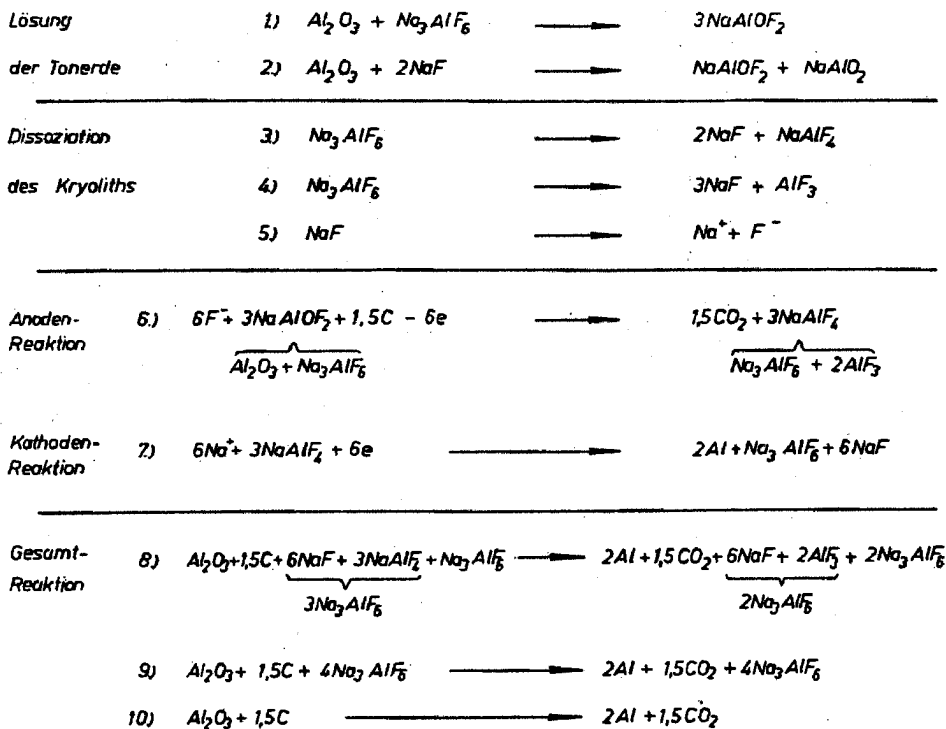 Lösung 1.) Al₂O₃ + Na₃AlF₆ ⟶ 3NaAlOF₂
der Tonerde 2.) Al₂O₃ + 2NaF ⟶ NaAlOF₂ + NaAlO₂
Dissoziation 3.) Na₃AlF₆ ⟶ 2NaF + NaAlF₄
des Kryoliths 4.) Na₃AlF₆ ⟶ 3NaF + AlF₃
5.) NaF ⟶ Na⁺ + F⁻
Anoden- 6.) 6F⁻ + 3NaAlOF₂ + 1,5C - 6e ⟶ 1,5CO₂ + 3NaAlF₄
Reaktion
Al₂O₃ + Na₃AlF₆ Na₃AlF₆ + 2AlF₃
Kathoden- 7.) 6Na⁺ + 3NaAlF₄ + 6e ⟶ 2Al + Na₃AlF₆ + 6NaF
Reaktion
Gesamt- 8.) Al₂O₃ + 1,5C + 6NaF + 3NaAlF₄ + Na₃AlF₆ ⟶ 2Al + 1,5CO₂ + 6NaF + 2AlF₃ + 2Na₃AlF₆
Reaktion
3Na₃AlF₆ 2Na₃AlF₆
9.) Al₂O₃ + 1,5C + 4Na₃AlF₆ ⟶ 2Al + 1,5CO₂ + 4Na₃AlF₆
10.) Al₂O₃ + 1,5C ⟶ 2Al + 1,5CO₂